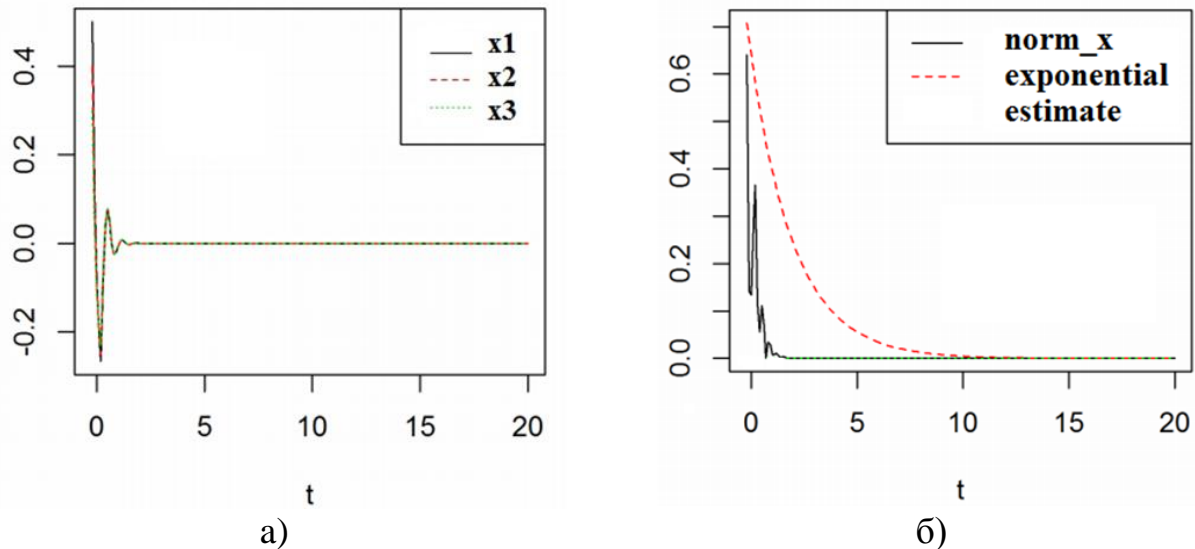 x1
x2
x3
0.4
0.2
0.0
-0.2
0 5 10 15 20
t
а)
norm_x
exponential
estimate
0.6
0.4
0.2
0.0
0 5 10 15 20
t
б)